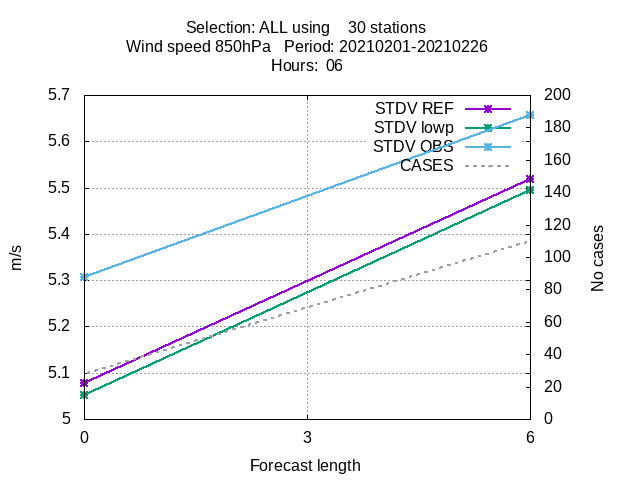 Selection: ALL using    30 stations
Wind speed 850hPa   Period: 20210201-20210226
Hours:  06
5.7
5.6
5.5
5.4
5.3
5.2
5.1
5
200
180
160
140
120
100
80
60
40
20
0
STDV REF
STDV lowp
STDV OBS
CASES
m/s
No cases
0
3
6
Forecast length